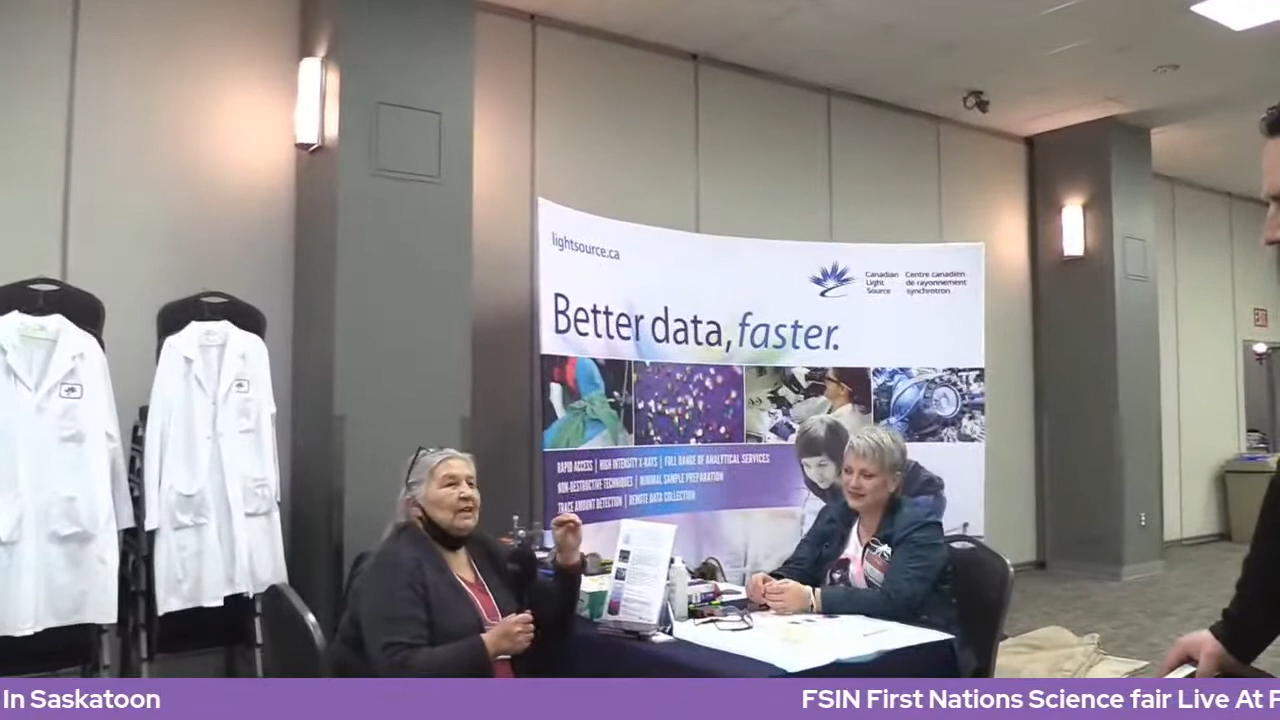 lightsource.ca
Canadian Light Source
Centre canadien de rayonnement synchrotron
Better data, faster.
RAPID ACCESS | HIGH INTENSITY X-RAYS | FULL RANGE OF ANALYTICAL SERVICES
NON-DESTRUCTIVE TECHNIQUES | MINIMAL SAMPLE PREPARATION
TRACE AMOUNT DETECTION | REMOTE DATA COLLECTION
EXIT
In Saskatoon
FSIN First Nations Science fair Live At